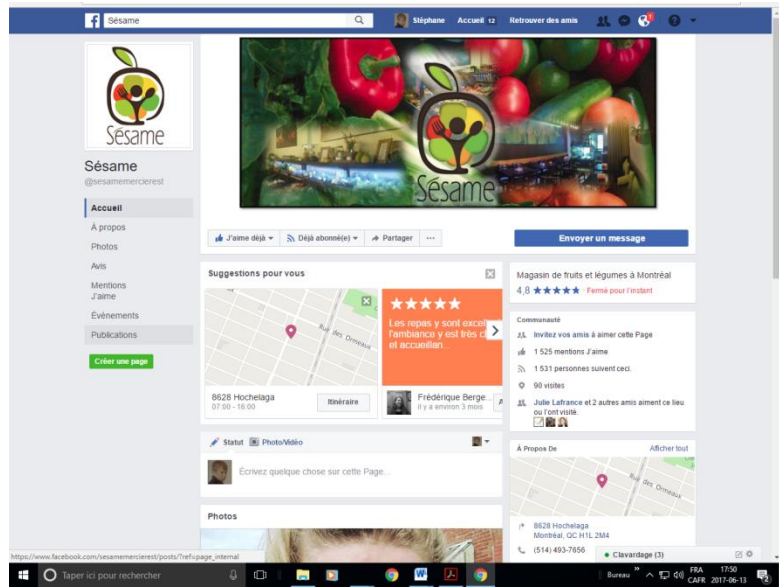 Sésame
Stéphane
Accueil 12
Retrouver des amis
Sésame
Sésame
@sesamemercierest
Accueil
À propos
Photos
Avis
Mentions
J'aime
Événements
Publications
Créer une page
Sésame
J'aime déjà
Déjà abonné(e)
Partager
Envoyer un message
Suggestions pour vous
Rue des Ormeaux
8628 Hochelaga
07:00 - 16:00
Itinéraire
Les repas y sont excel
l'ambiance y est très c
et accueillan...
Frédérique Berge...
il y a environ 3 mois
Statut
Photo/Vidéo
Écrivez quelque chose sur cette Page...
Photos
Magasin de fruits et légumes à Montréal
4,8 ★★★★★ · Fermé pour l'instant
Communauté
Invitez vos amis à aimer cette Page
1 525 mentions J'aime
1 531 personnes suivent ceci.
90 visites
Julie Lafrance et 2 autres amis aiment ce lieu
ou l'ont visité.
À Propos De
Afficher tout
Rue des Ormeaux
8628 Hochelaga
Montréal, QC H1L 2M4
(514) 493-7656
Clavardage (3)
https://www.facebook.com/sesamemercierest/posts/?ref=page_internal
Taper ici pour rechercher
Bureau
FRA
CAFR
17:50
2017-06-13